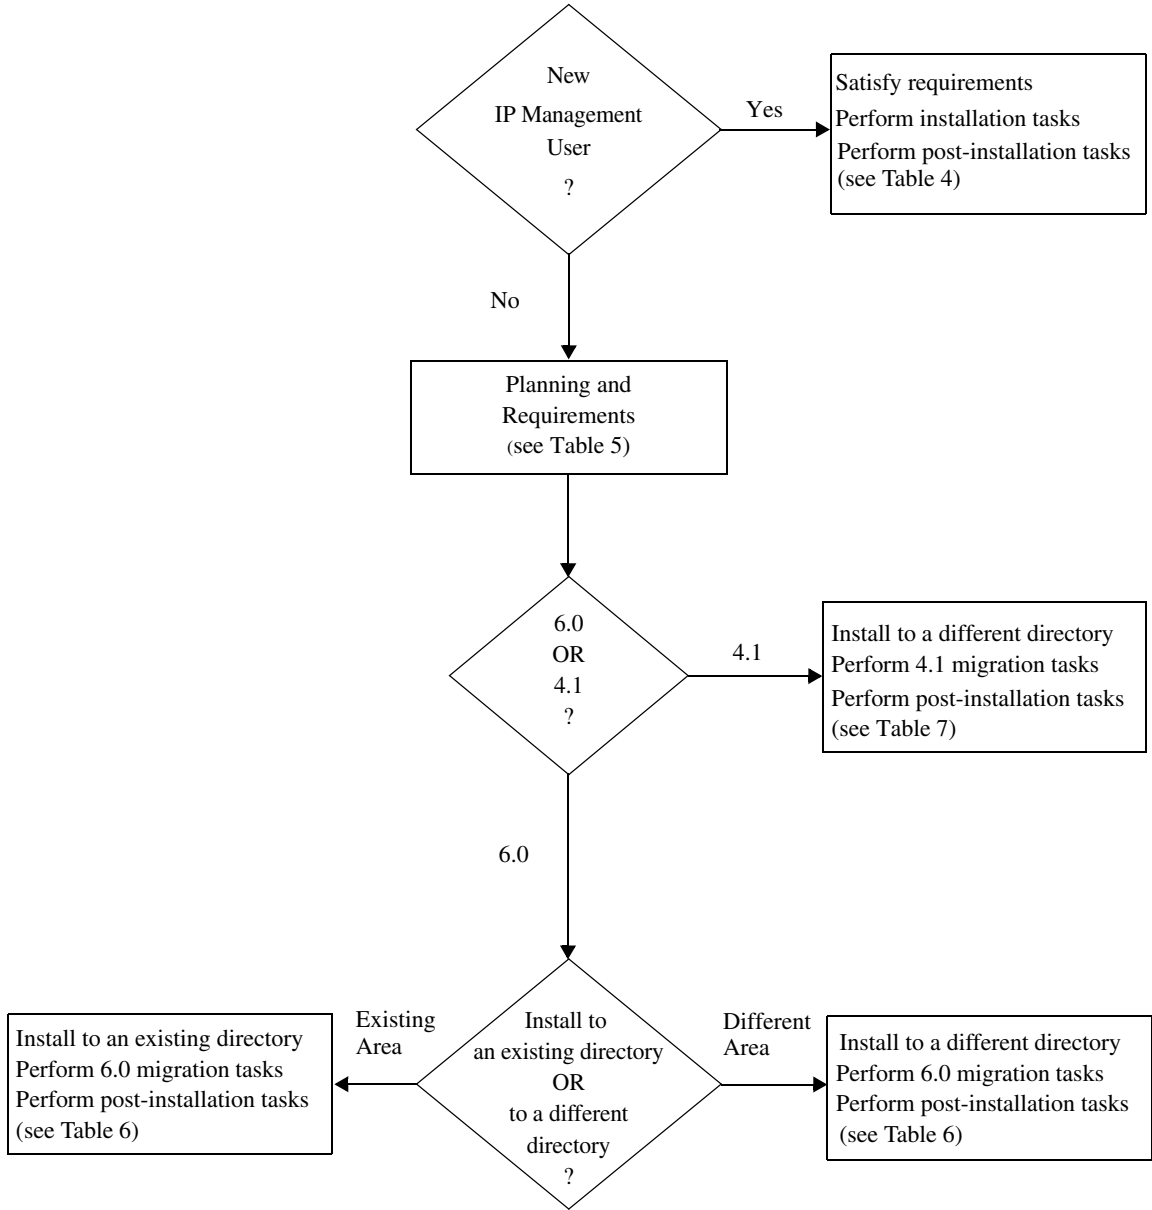 New
IP Management
User
?
Yes
Satisfy requirements
Perform installation tasks
Perform post-installation tasks
(see Table 4)
No
Planning and
Requirements
(see Table 5)
6.0
OR
4.1
?
4.1
Install to a different directory
Perform 4.1 migration tasks
Perform post-installation tasks
(see Table 7)
6.0
Install to
an existing directory
OR
to a different
directory
?
Existing
Area
Install to an existing directory
Perform 6.0 migration tasks
Perform post-installation tasks
(see Table 6)
Different
Area
Install to a different directory
Perform 6.0 migration tasks
Perform post-installation tasks
(see Table 6)